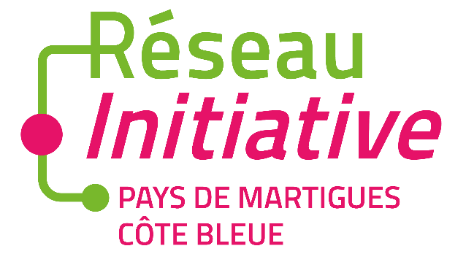 Réseau
Initiative
PAYS DE MARTIGUES
CÔTE BLEUE